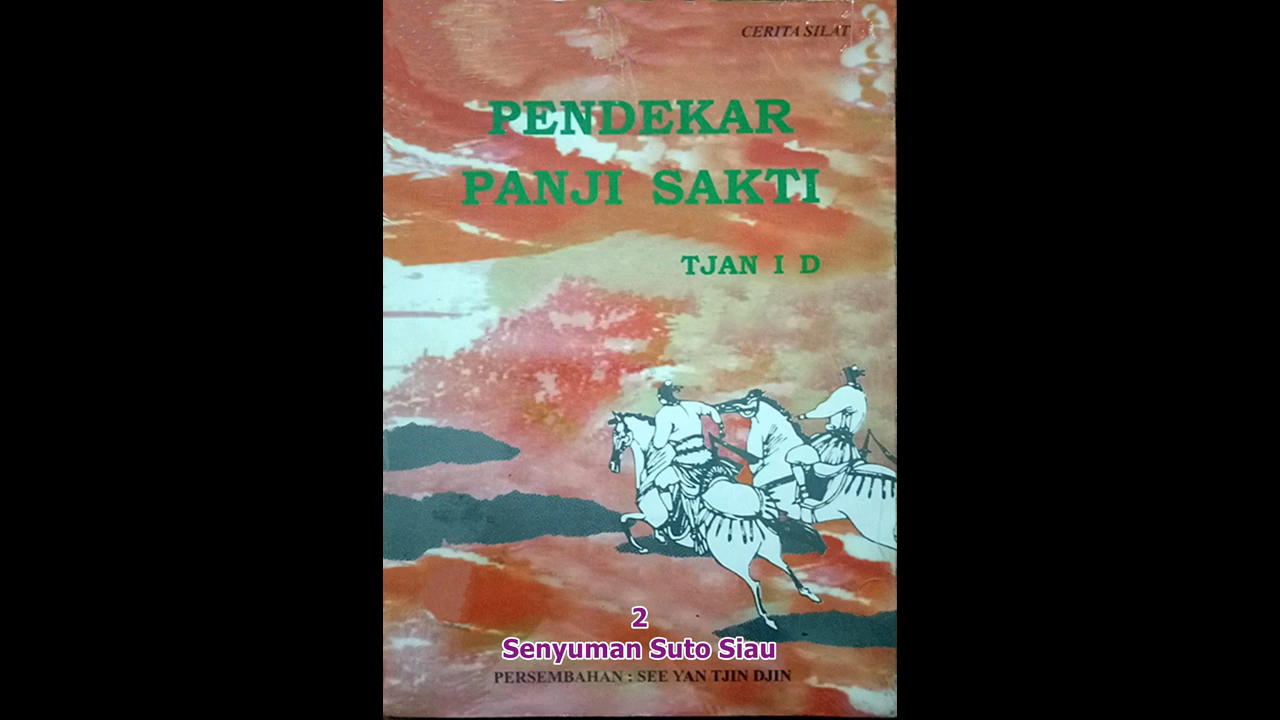 CERITA SILAT
PENDEKAR
PANJI SAKTI
TJAN I D
2
Senyuman Suto Siau
PERSEMBAHAN : SEE YAN TJIN DJIN